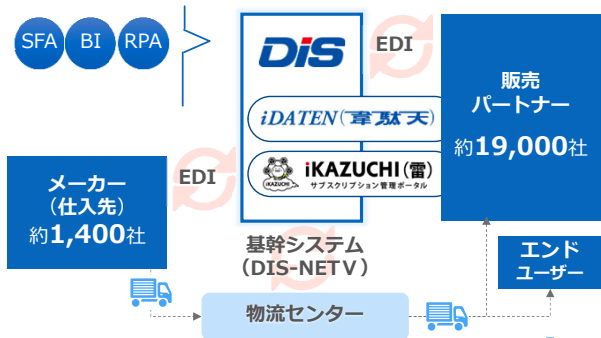 SFA
BI
RPA
DiS
EDI
iDATEN(韋駄天)
iKAZUCHI
iKAZUCHI(雷)
サブスクリプション管理ポータル
販売
パートナー
約19,000社
メーカー
(仕入先)
約1,400社
EDI
基幹システム
(DIS-NETⅤ)
エンド
ユーザー
物流センター